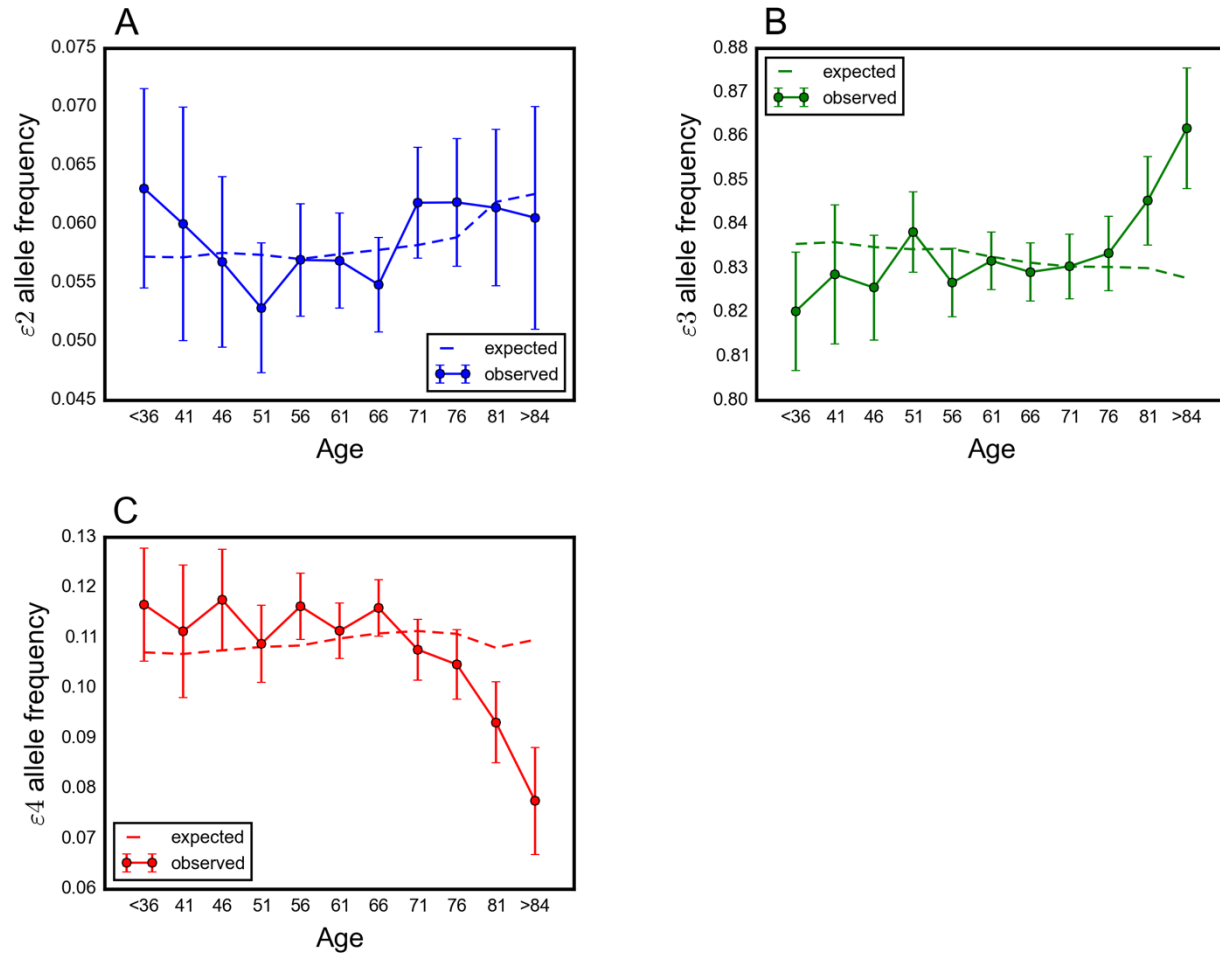 A
0.075
0.070
0.065
0.060
0.055
0.050
0.045
ε2 allele frequency
expected
observed
<36 41 46 51 56 61 66 71 76 81 >84
Age
B
0.88
0.87
0.86
0.85
0.84
0.83
0.82
0.81
0.80
ε3 allele frequency
expected
observed
<36 41 46 51 56 61 66 71 76 81 >84
Age
C
0.13
0.12
0.11
0.10
0.09
0.08
0.07
0.06
ε4 allele frequency
expected
observed
<36 41 46 51 56 61 66 71 76 81 >84
Age